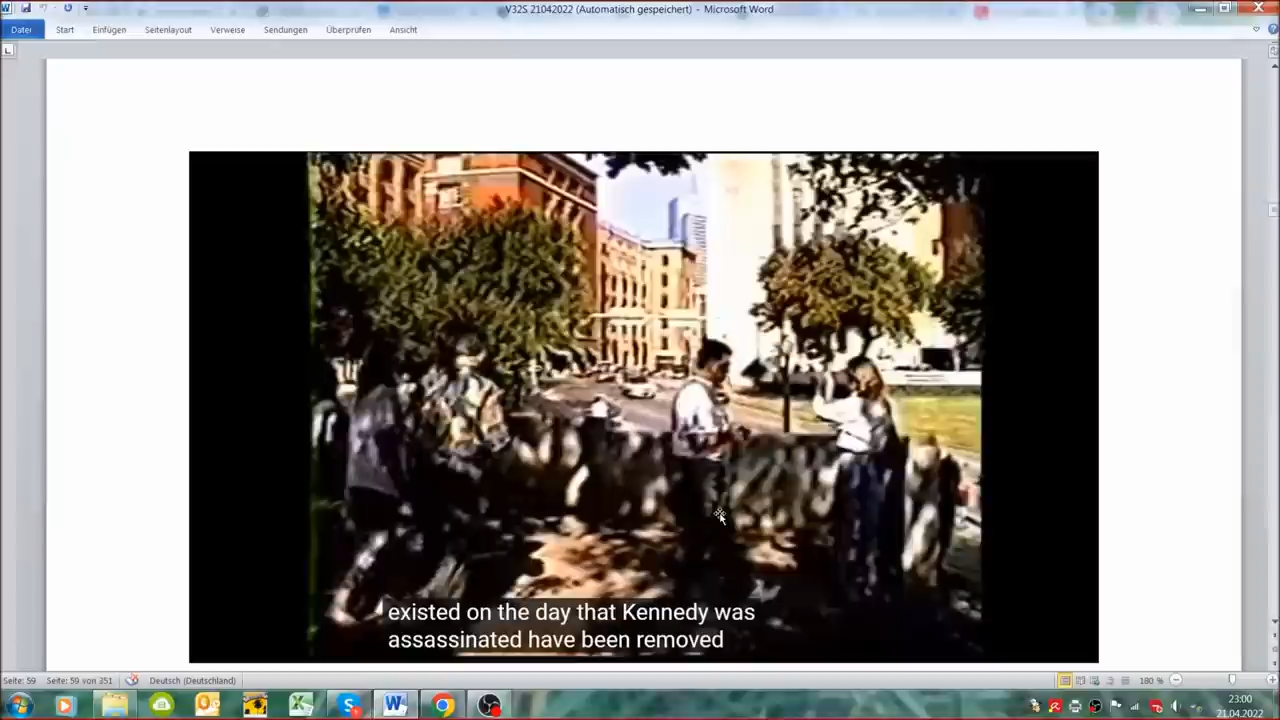 V32S 21042022 (Automatisch gespeichert) - Microsoft Word
Datei Start Einfügen Seitenlayout Verweise Sendungen Überprüfen Ansicht
existed on the day that Kennedy was
assassinated have been removed
Seite: 59 Seite: 59 von 351 Deutsch (Deutschland) 180 %
23:00
21.04.2022